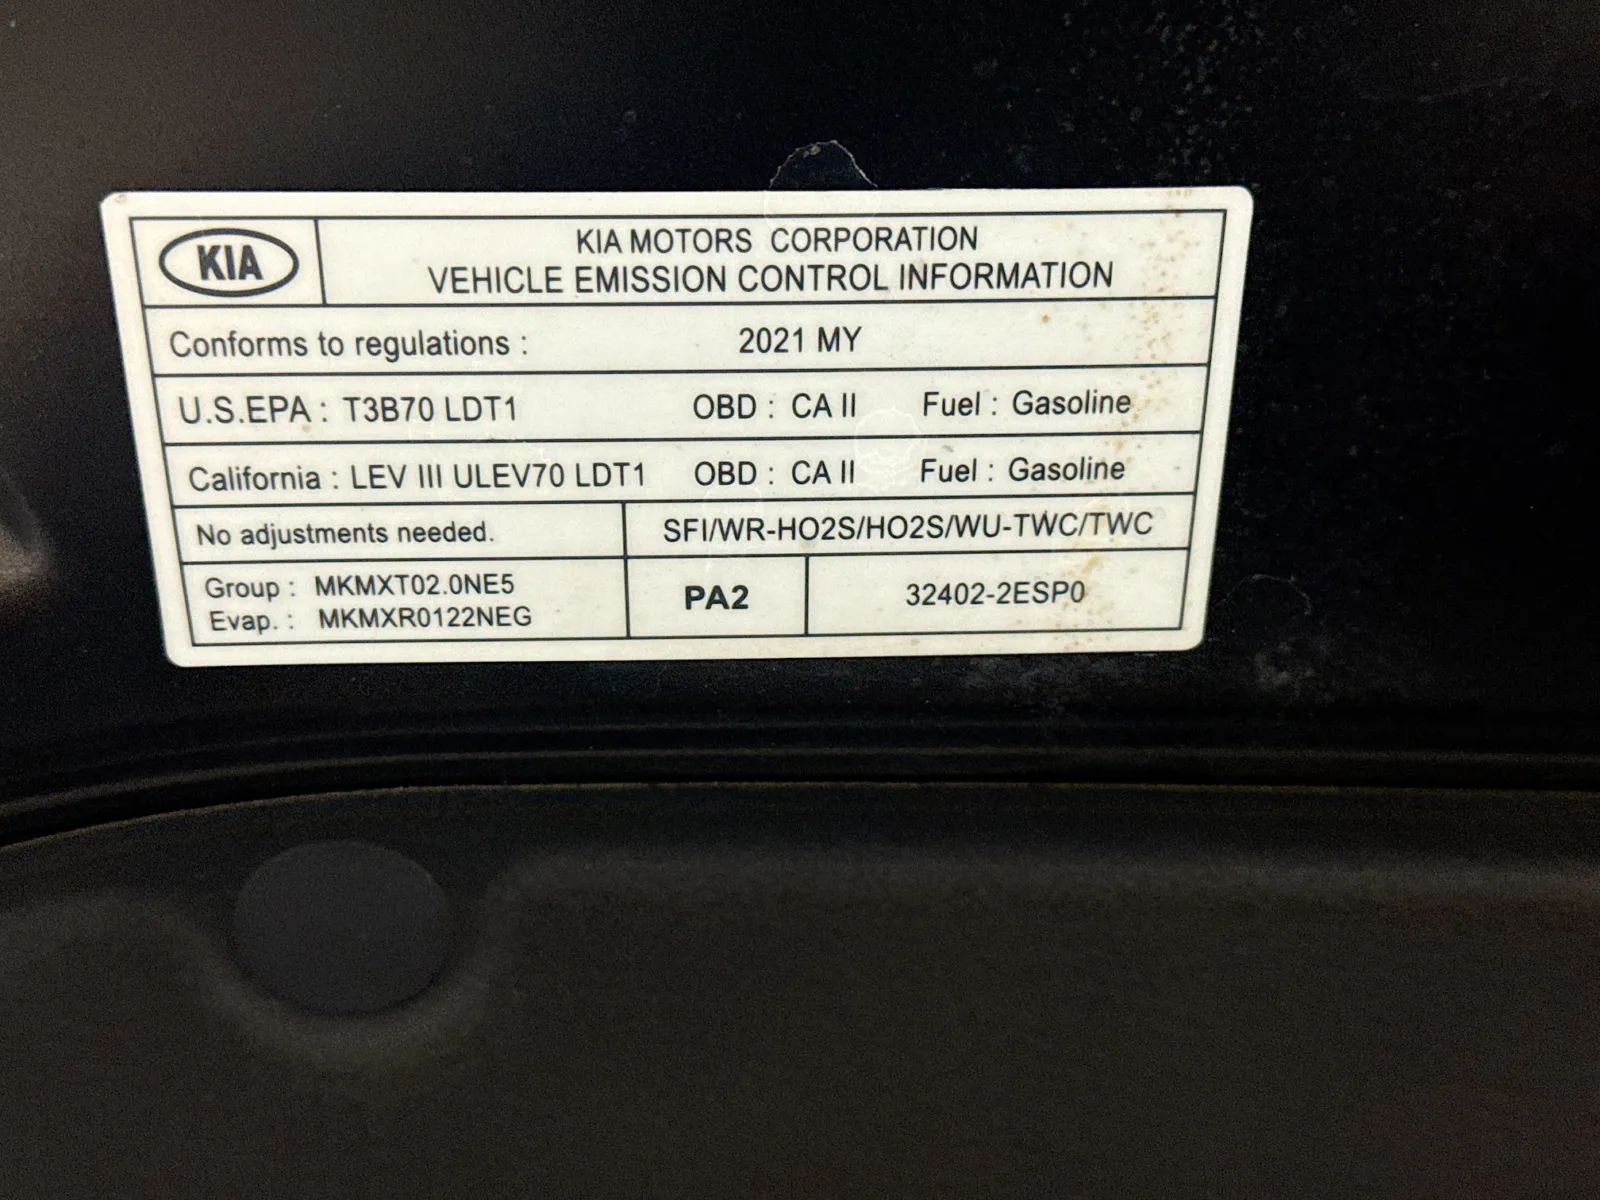 KIA
KIA MOTORS CORPORATION
VEHICLE EMISSION CONTROL INFORMATION
Conforms to regulations : 2021 MY
U.S.EPA : T3B70 LDT1 OBD : CA II Fuel : Gasoline
California : LEV III ULEV70 LDT1 OBD : CA II Fuel : Gasoline
No adjustments needed. SFI/WR-HO2S/HO2S/WU-TWC/TWC
Group : MKMXT02.0NE5
Evap. : MKMXR0122NEG
PA2
32402-2ESP0